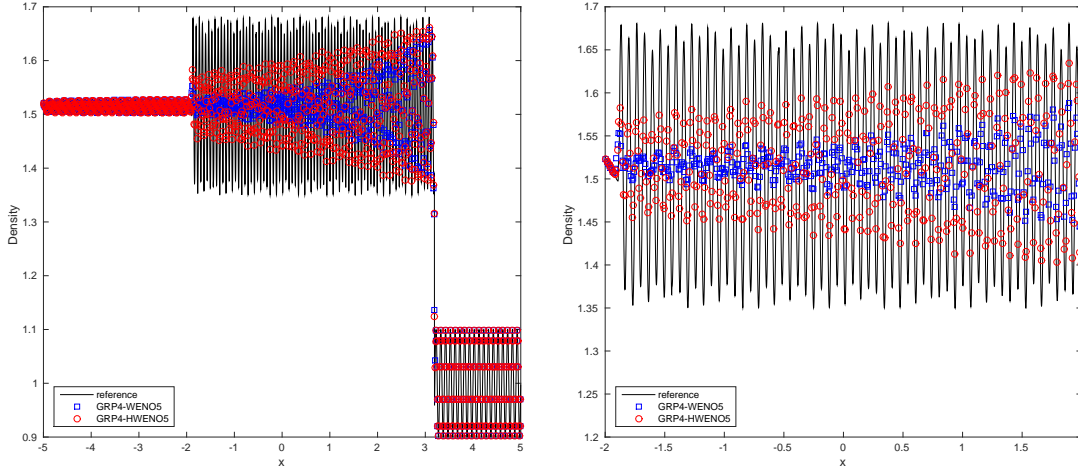 1.7
1.6
1.5
1.4
1.3
1.2
1.1
1
0.9
Density
reference
GRP4-WENO5
GRP4-HWENO5
-5 -4 -3 -2 -1 0 1 2 3 4 5
x
1.7
1.65
1.6
1.55
1.5
1.45
1.4
1.35
1.3
1.25
1.2
Density
reference
GRP4-WENO5
GRP4-HWENO5
-2 -1.5 -1 -0.5 0 0.5 1 1.5
x